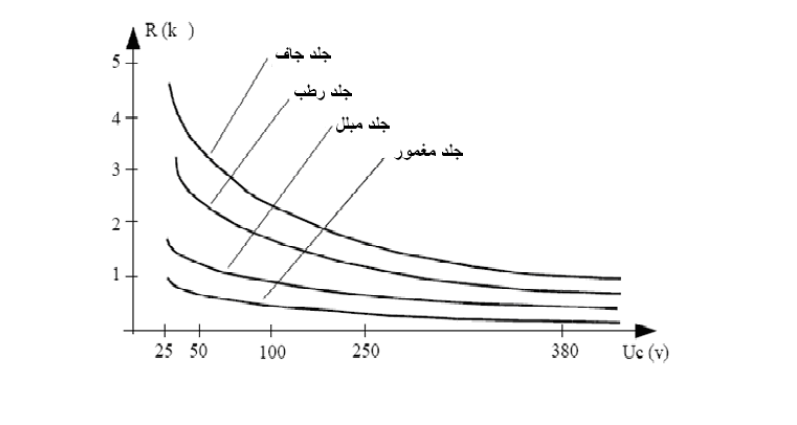 R (k )
جلد جاف
5
جلد رطب
4
جلد مبلل
جلد مغمور
3
2
1
25 50 100 250 380 Uc (v)